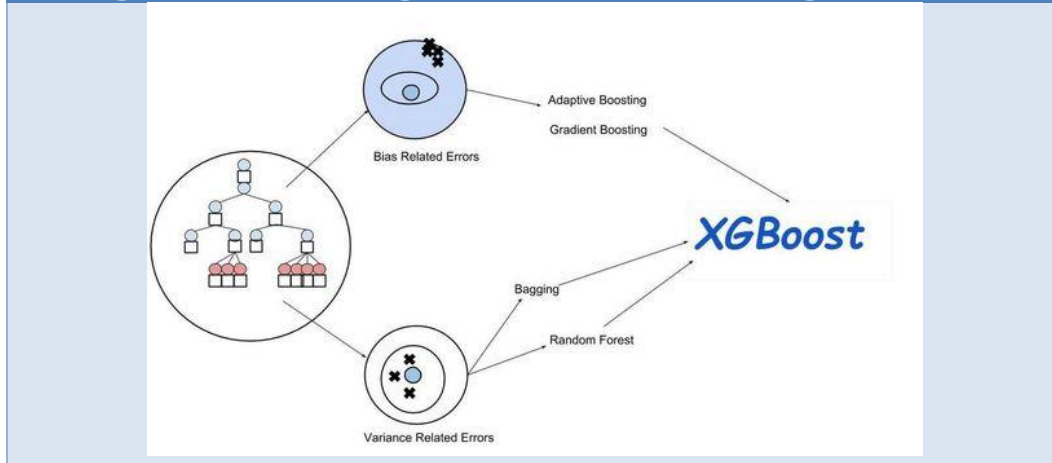 Bias Related Errors
Adaptive Boosting
Gradient Boosting
XGBoost
Bagging
Random Forest
Variance Related Errors